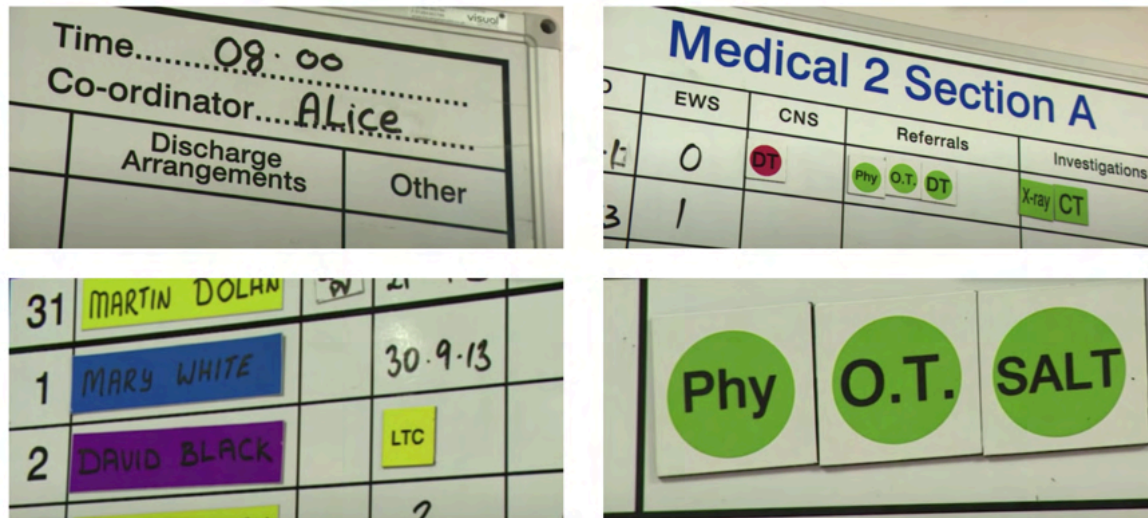 visual
Time..................................
08.00
Co-ordinator.....................
ALice
Discharge
Arrangements
Other
Medical 2 Section A
EWS
CNS
Referrals
Investigations
0
DT
Phy O.T. DT
X-ray CT
3
1
31 MARTIN DOLAN
1 MARY WHITE 30.9.13
2 DAVID BLACK LTC
Phy O.T. SALT